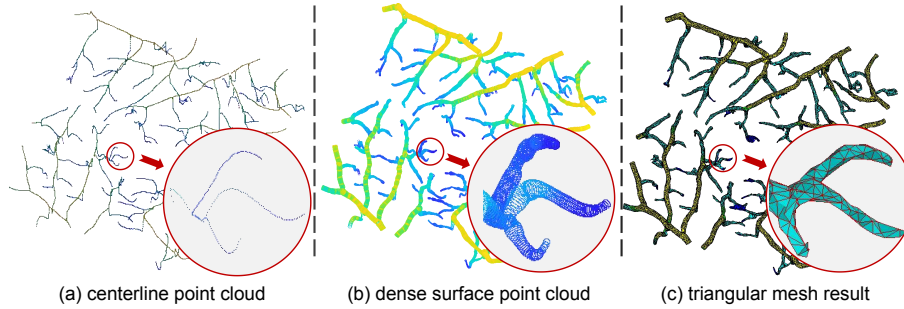 (a) centerline point cloud
(b) dense surface point cloud
(c) triangular mesh result